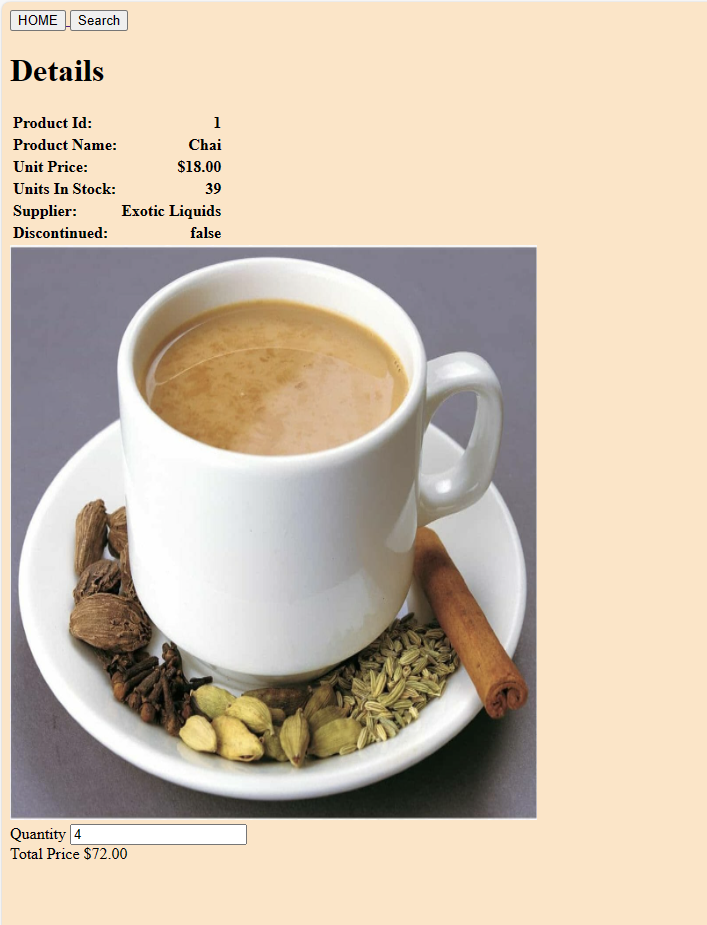 HOME Search
Details
Product Id: 1
Product Name: Chai
Unit Price: $18.00
Units In Stock: 39
Supplier: Exotic Liquids
Discontinued: false
Quantity 4
Total Price $72.00